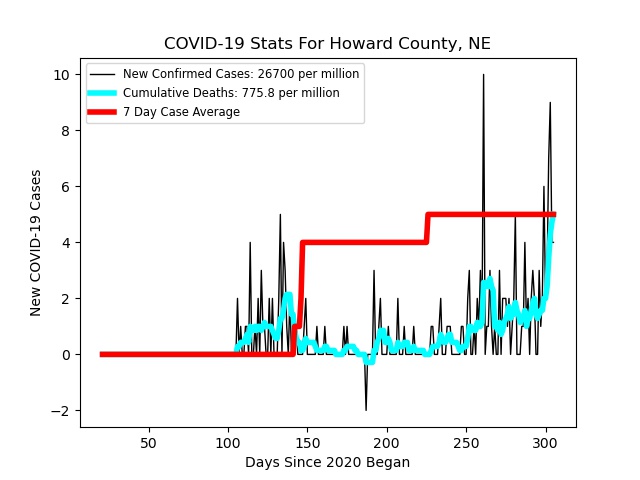 COVID-19 Stats For Howard County, NE
New Confirmed Cases: 26700 per million
Cumulative Deaths: 775.8 per million
7 Day Case Average
New COVID-19 Cases
10
8
6
4
2
0
−2
50 100 150 200 250 300
Days Since 2020 Began